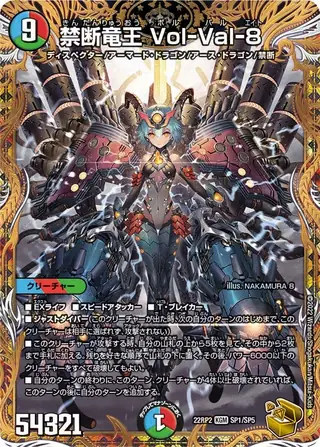 9
きんだんりゅうおう ボル バル エイト
禁断竜王 Vol-Val-8
ディスペクター/アーマード・ドラゴン/アース・ドラゴン/禁断
クリーチャー
illus. NAKAMURA 8
■EXライフ ■スピードアタッカー ■T・ブレイカー
■ジャストダイバー(このクリーチャーが出た時、次の自分のターンのはじめまで、このクリーチャーは相手に選ばれず、攻撃されない)
■このクリーチャーが攻撃する時、自分の山札の上から5枚を見て、その中から2枚まで手札に加える。残りを好きな順序で山札の下に置く。その後、パワー6000以下のクリーチャーをすべて破壊してもよい。
■自分のターンの終わりに、このターン、クリーチャーが4体以上破壊されていれば、このターンの後に自分のターンを追加する。
54321
22RP2 KGM SP1/SP5